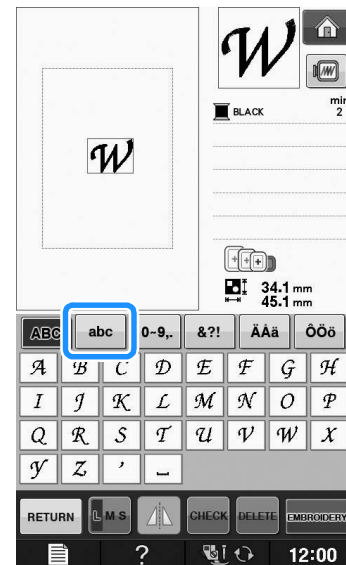 W
W
BLACK
min
2
34.1 mm
45.1 mm
ABC abc 0~9,. &?! ÄÅä ÔÖö
A B C D E F G H
I J K L M N O P
Q R S T U V W X
Y Z ’ ⎵
RETURN L M S CHECK DELETE EMBROIDERY
? 12:00